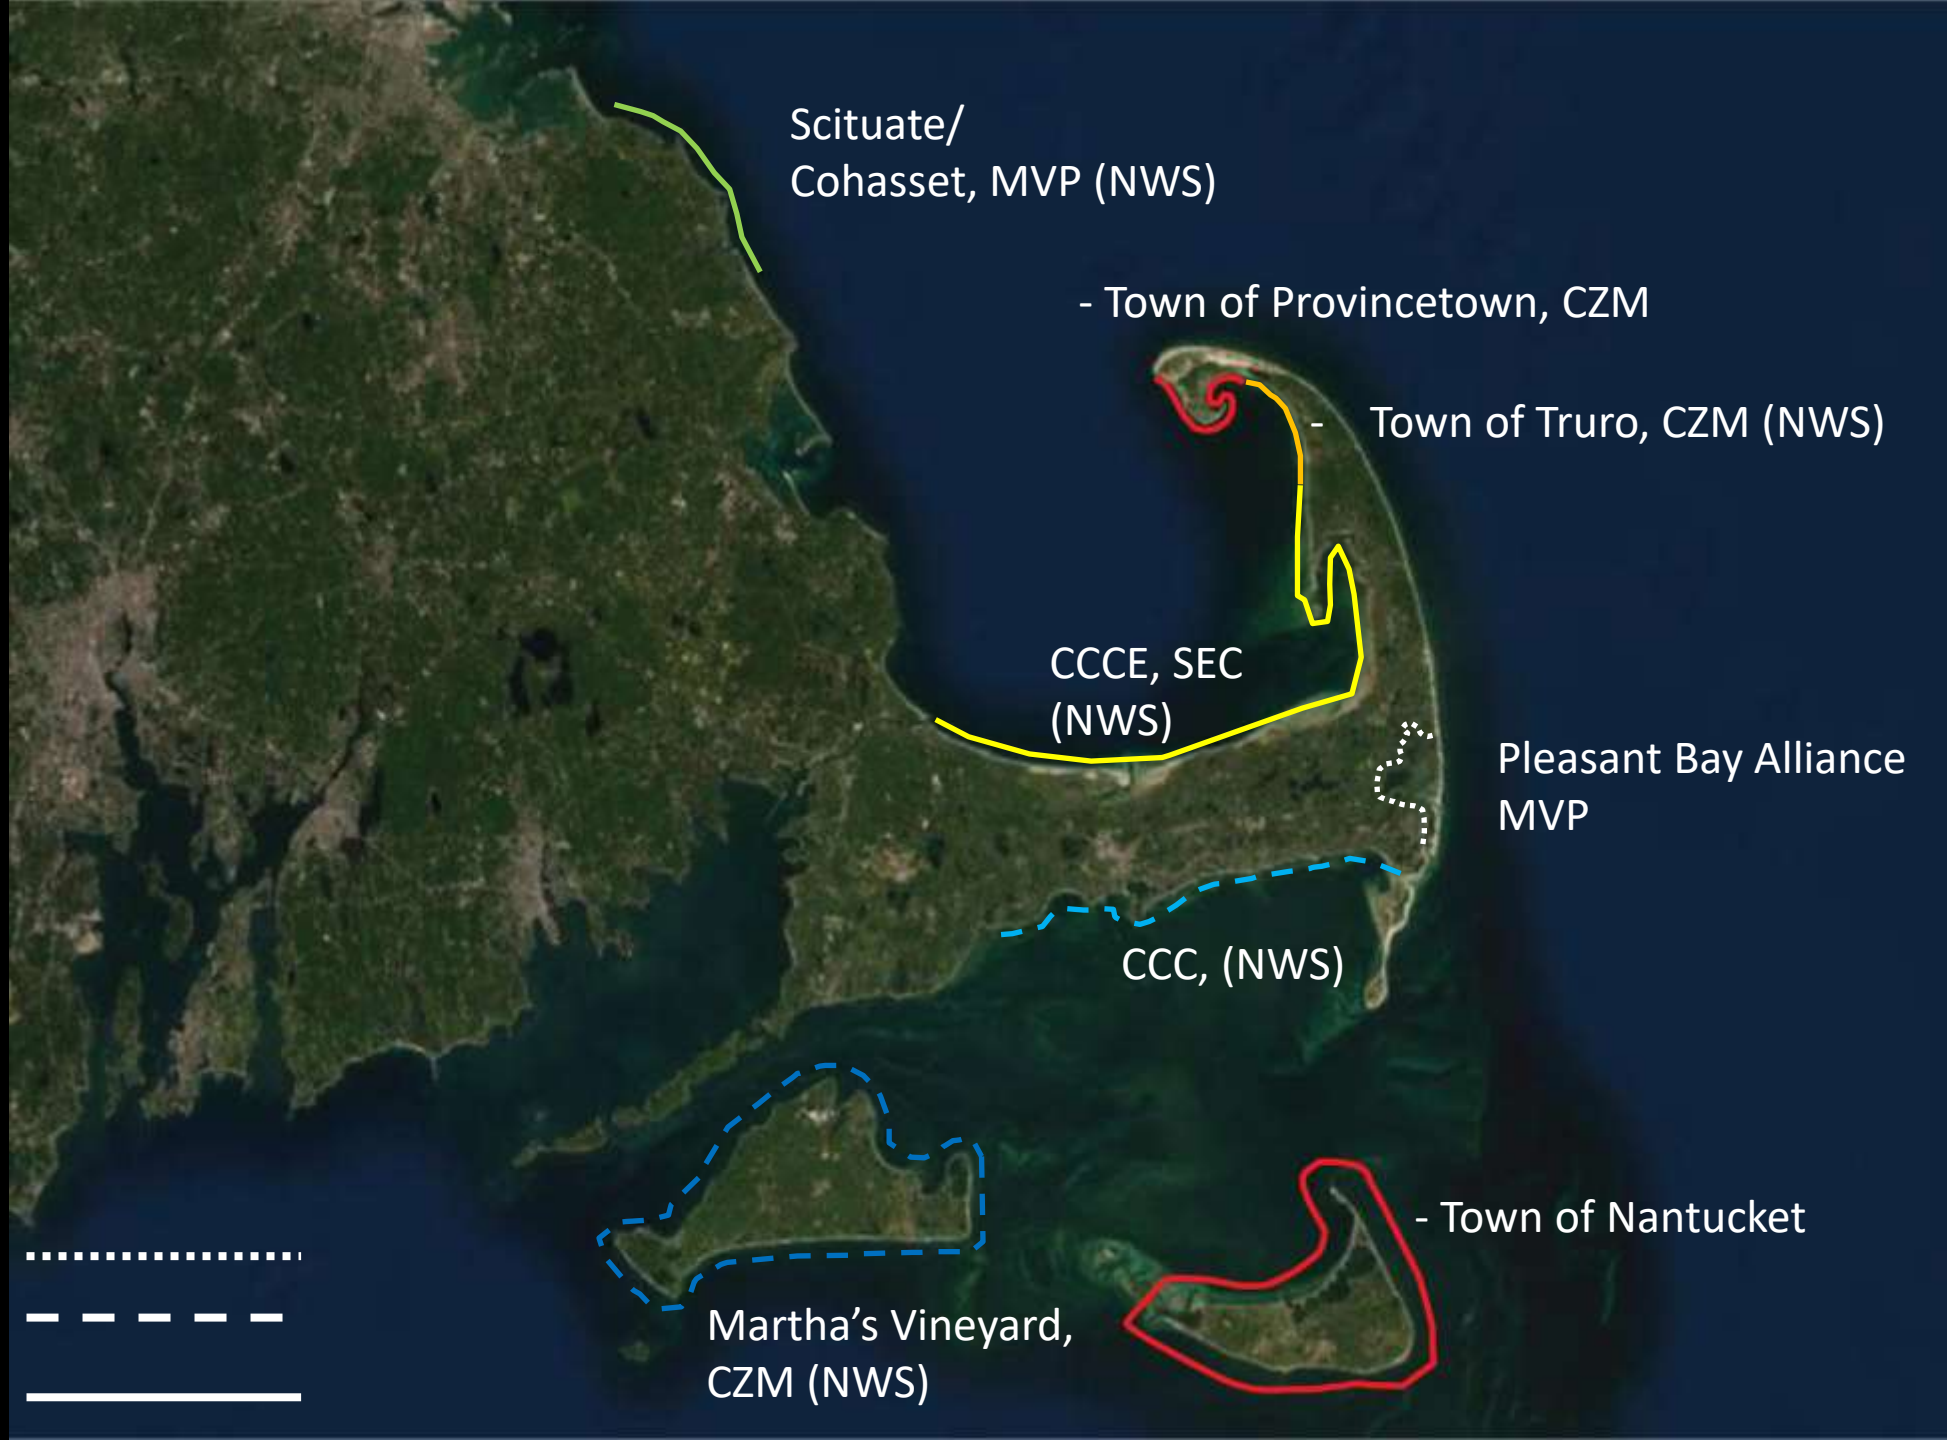 Scituate/
Cohasset, MVP (NWS)
- Town of Provincetown, CZM
- Town of Truro, CZM (NWS)
CCCE, SEC
(NWS)
Pleasant Bay Alliance
MVP
CCC, (NWS)
- Town of Nantucket
Martha’s Vineyard,
CZM (NWS)